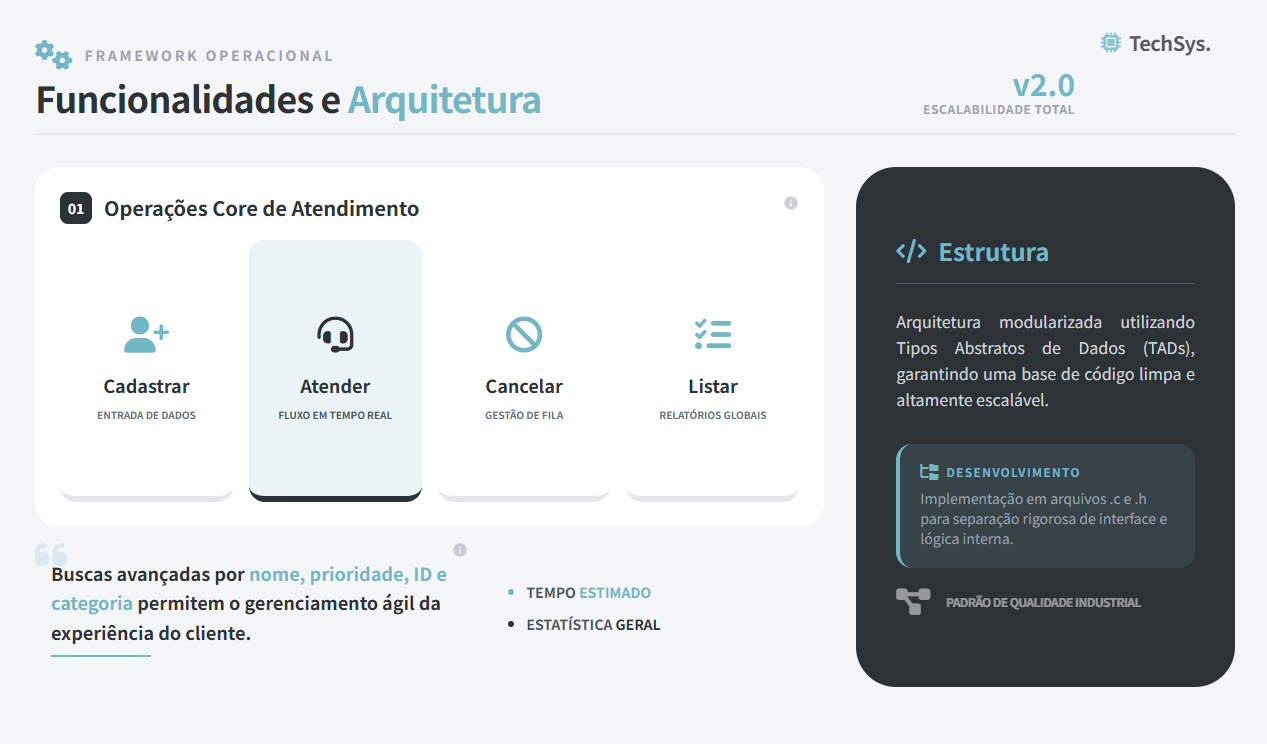 FRAMEWORK OPERACIONAL
Funcionalidades e Arquitetura
TechSys.
v2.0
ESCALABILIDADE TOTAL
01
Operações Core de Atendimento
Cadastrar
ENTRADA DE DADOS
Atender
FLUXO EM TEMPO REAL
Cancelar
GESTÃO DE FILA
Listar
RELATÓRIOS GLOBAIS
Buscas avançadas por nome, prioridade, ID e
categoria permitem o gerenciamento ágil da
experiência do cliente.
TEMPO ESTIMADO
ESTATÍSTICA GERAL
Estrutura
Arquitetura modularizada utilizando
Tipos Abstratos de Dados (TADs),
garantindo uma base de código limpa e
altamente escalável.
DESENVOLVIMENTO
Implementação em arquivos .c e .h
para separação rigorosa de interface e
lógica interna.
PADRÃO DE QUALIDADE INDUSTRIAL